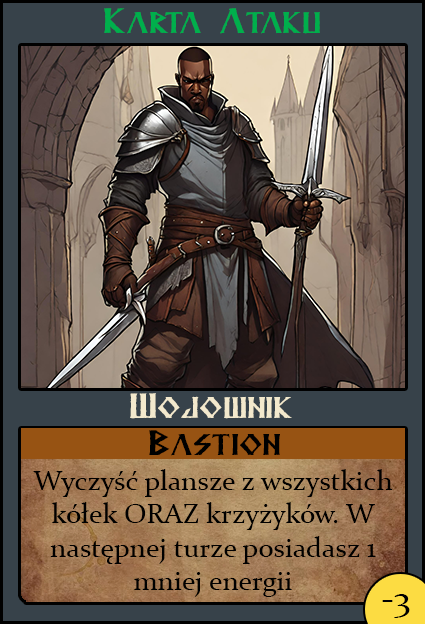 Karta Ataku
Wojownik
Bastion
Wyczyść plansze z wszystkich
kółek ORAZ krzyżyków. W
następnej turze posiadasz 1
mniej energii
-3